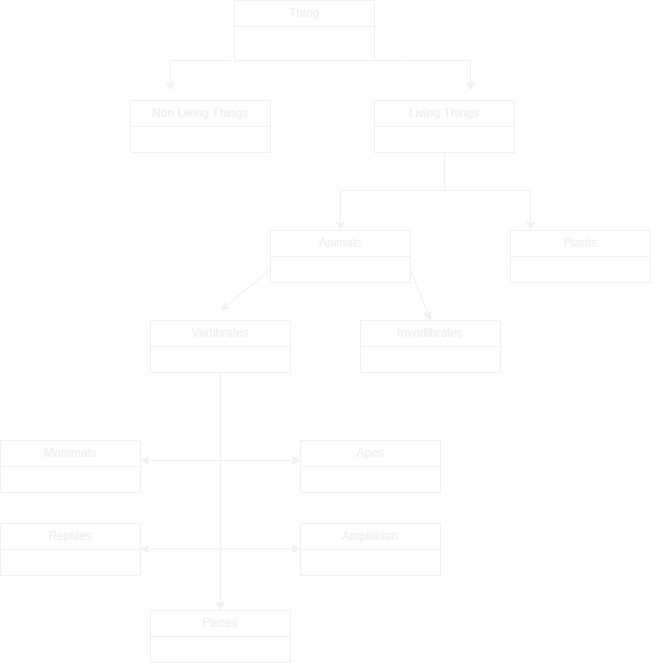 Thing
Non Living Things
Living Things
Animals
Plants
Vertibrates
Invertibrates
Mammals
Apes
Reptiles
Amphibian
Pisces